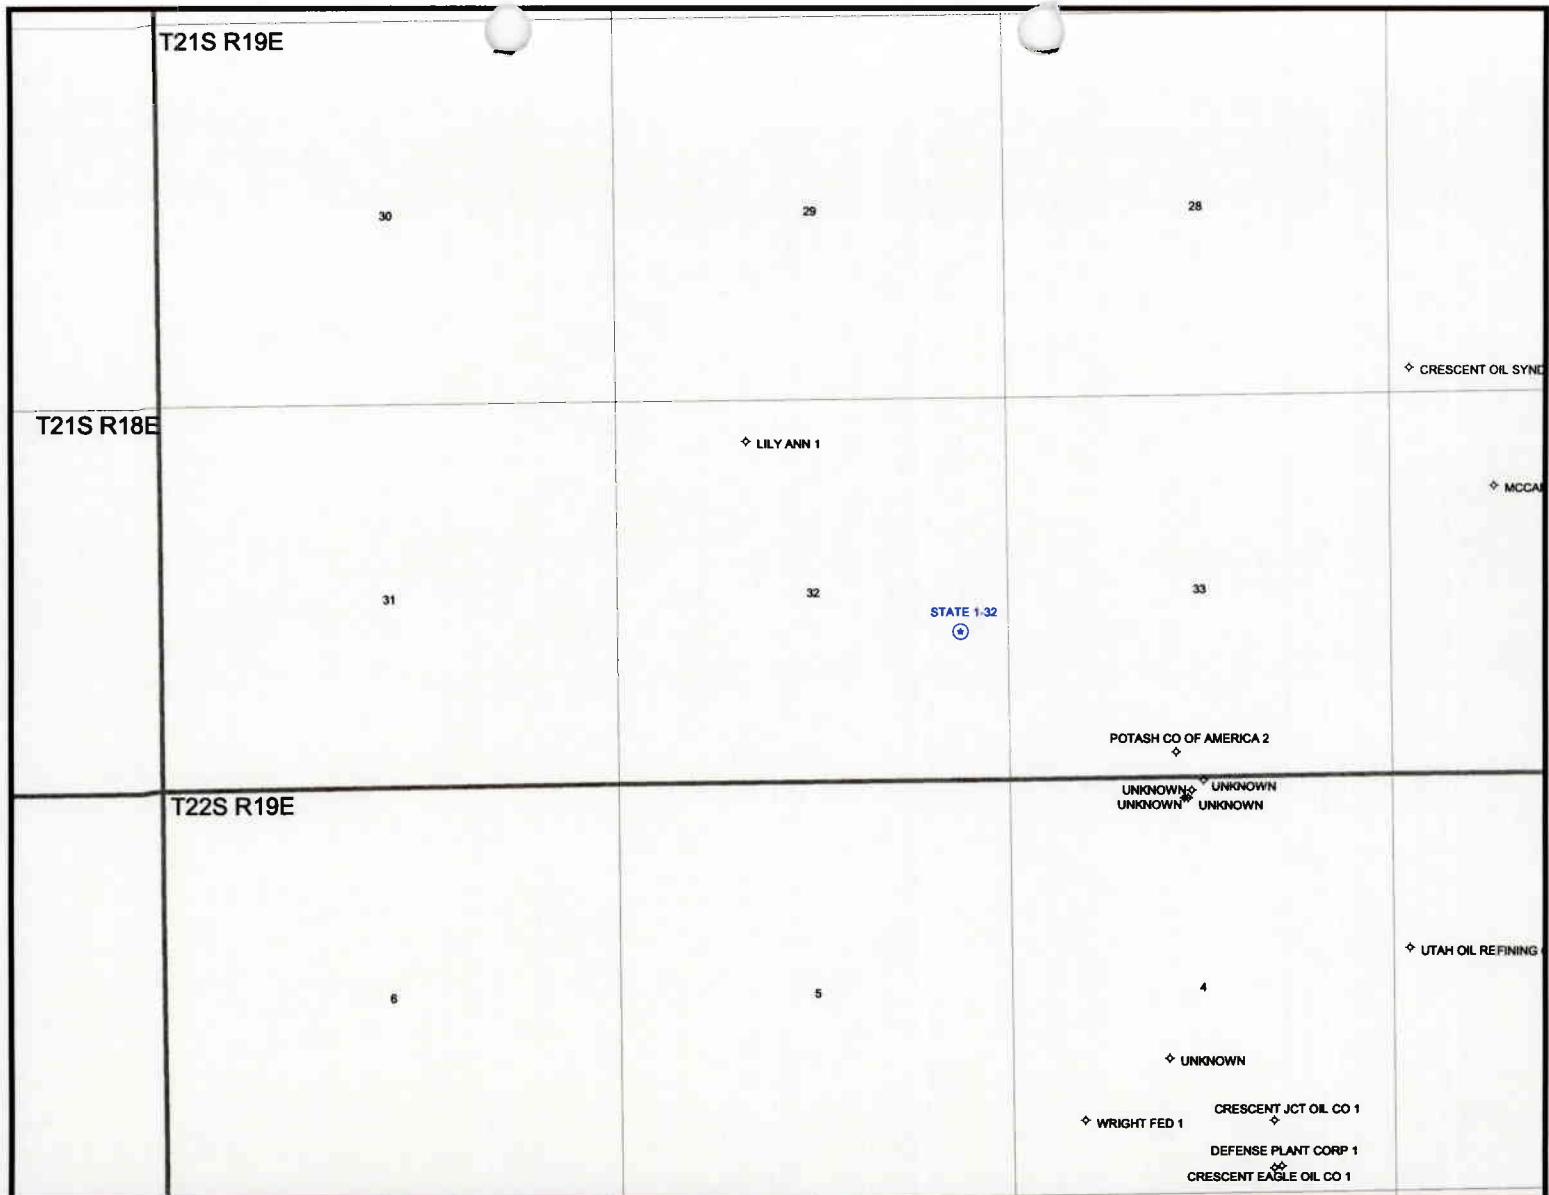 T21S R19E
30
29
28
CRESCENT OIL SYND
T21S R18E
LILY ANN 1
MCCA
31
32
33
STATE 1-32
POTASH CO OF AMERICA 2
UNKNOWN
UNKNOWN
UNKNOWN
UNKNOWN
T22S R19E
UTAH OIL REFINING
6
5
4
UNKNOWN
CRESCENT JCT OIL CO 1
WRIGHT FED 1
DEFENSE PLANT CORP 1
CRESCENT EAGLE OIL CO 1